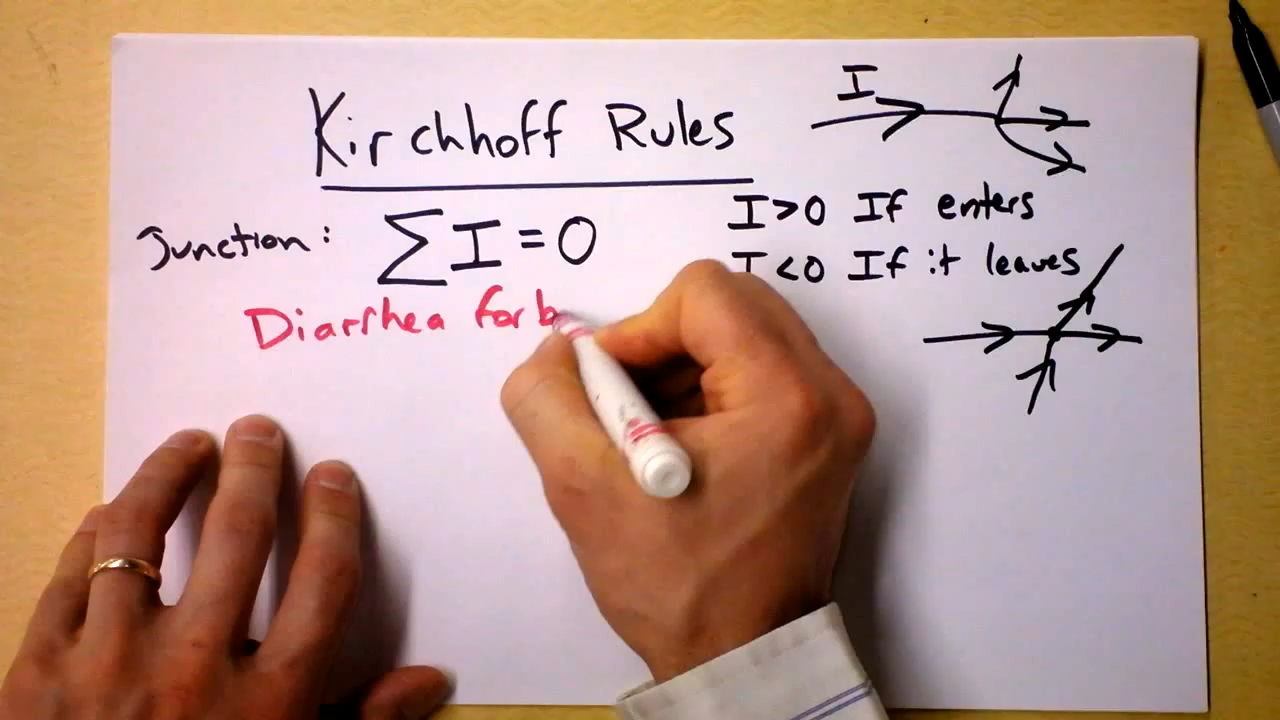 Kirchhoff Rules
I
Junction: ∑I=0
I>0 If enters
I<0 If it leaves
Diarrhea for b